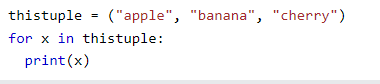 thistuple = ("apple", "banana", "cherry")
for x in thistuple:
  print(x)